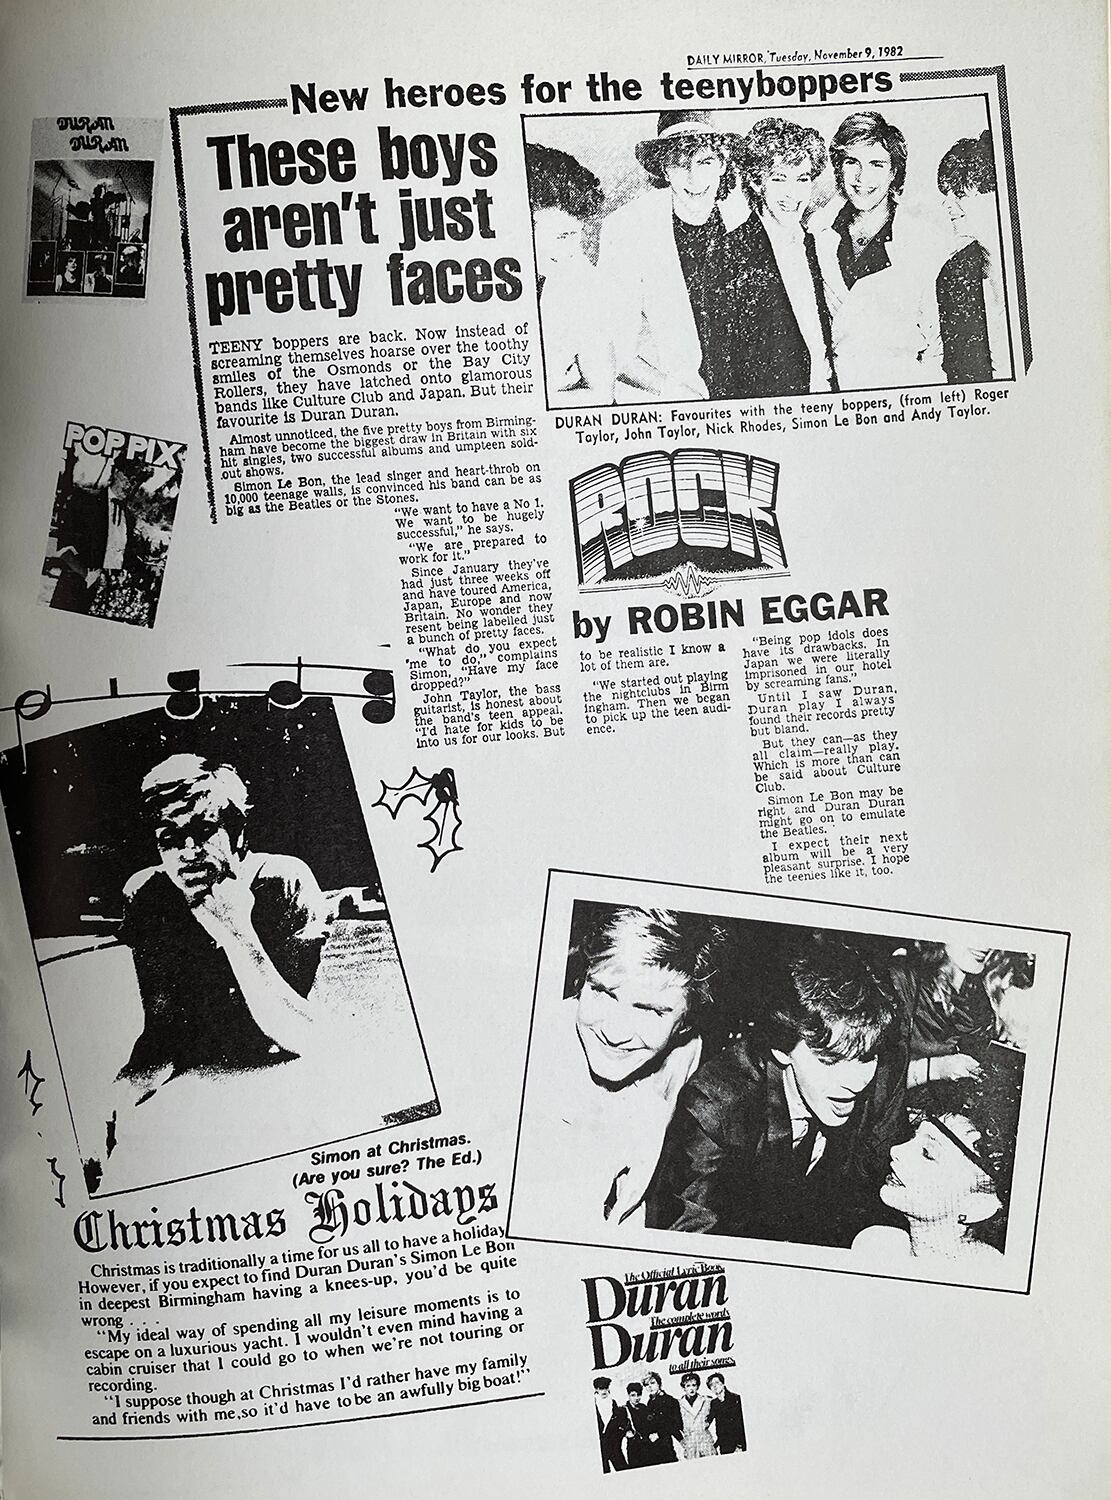 DAILY MIRROR, Tuesday, November 9, 1982
New heroes for the teenyboppers
These boys
aren't just
pretty faces
TEENY boppers are back. Now instead of
screaming themselves hoarse over the toothy
smiles of the Osmonds or the Bay City
Rollers, they have latched onto glamorous
bands like Culture Club and Japan. But their
favourite is Duran Duran.
Almost unnoticed, the five pretty boys from Birming-
ham have become the biggest draw in Britain with six
hit singles, two successful albums and umpteen sold-
out shows.
Simon Le Bon, the lead singer and heart-throb on
10,000 teenage walls, is convinced his band can be as
big as the Beatles or the Stones.
"We want to have a No 1.
We want to be hugely
successful," he says.
"We are prepared to
work for it."
Since January they've
had just three weeks off
and have toured America,
Japan, Europe and now
Britain. No wonder they
resent being labelled just
a bunch of pretty faces.
"What do you expect
me to do," complains
Simon, "Have my face
dropped?"
John Taylor, the bass
guitarist, is honest about
the band's teen appeal.
"I'd hate for kids to be
into us for our looks. But
DURAN DURAN: Favourites with the teeny boppers, (from left) Roger
Taylor, John Taylor, Nick Rhodes, Simon Le Bon and Andy Taylor.
ROCK
by ROBIN EGGAR
to be realistic I know a
lot of them are.
"We started out playing
the nightclubs in Birm
ingham. Then we began
to pick up the teen audi-
ence.
"Being pop idols does
have its drawbacks. In
Japan we were literally
imprisoned in our hotel
by screaming fans."
Until I saw Duran,
Duran play I always
found their records pretty
but bland.
But they can—as they
all claim—really play.
Which is more than can
be said about Culture
Club.
Simon Le Bon may be
right and Duran Duran
might go on to emulate
the Beatles.
I expect their next
album will be a very
pleasant surprise. I hope
the teenies like it, too.
DURAN
DURAN
POP PIX
Simon at Christmas.
(Are you sure? The Ed.)
Christmas Holidays
Christmas is traditionally a time for us all to have a holiday.
However, if you expect to find Duran Duran's Simon Le Bon
in deepest Birmingham having a knees-up, you'd be quite
wrong . . .
"My ideal way of spending all my leisure moments is to
escape on a luxurious yacht. I wouldn't even mind having a
cabin cruiser that I could go to when we're not touring or
recording.
"I suppose though at Christmas I'd rather have my family
and friends with me,so it'd have to be an awfully big boat!"
The Official Lyric Book
Duran
The complete words
Duran
to all their songs